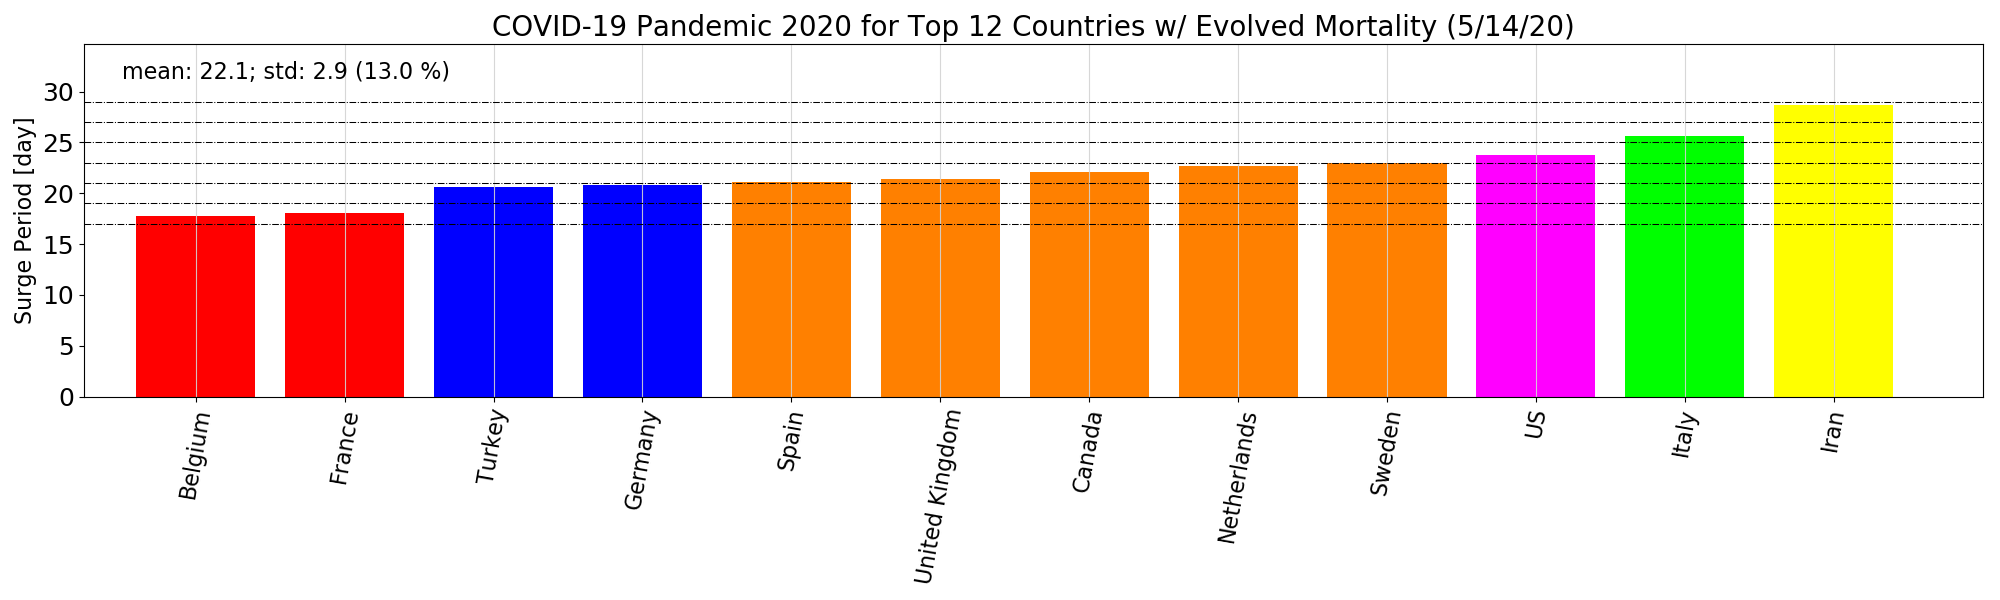 COVID-19 Pandemic 2020 for Top 12 Countries w/ Evolved Mortality (5/14/20)
mean: 22.1; std: 2.9 (13.0 %)
Surge Period [day]
30
25
20
15
10
5
0
Belgium
France
Turkey
Germany
Spain
United Kingdom
Canada
Netherlands
Sweden
US
Italy
Iran